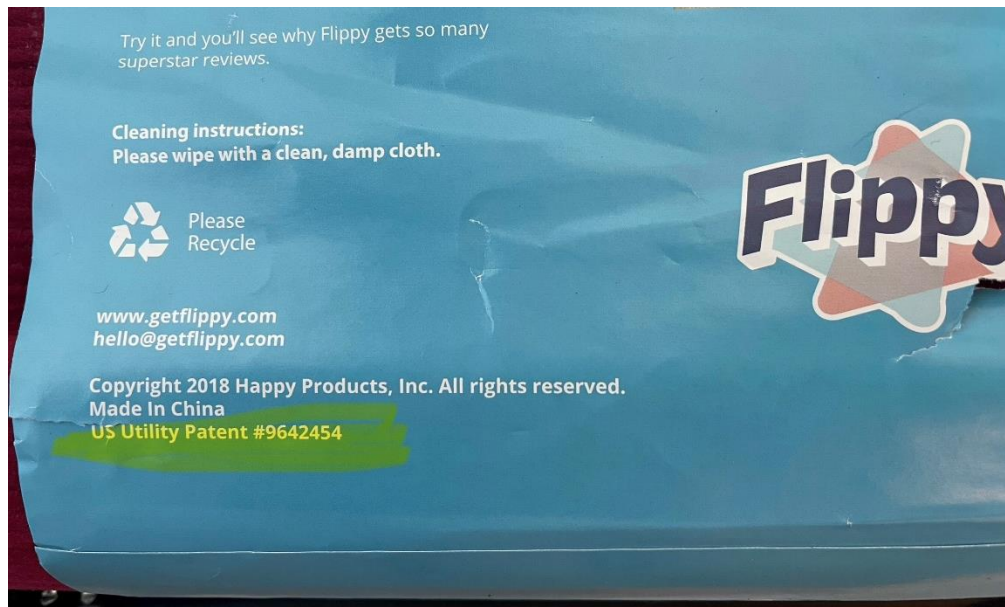 Try it and you'll see why Flippy gets so many
superstar reviews.
Cleaning instructions:
Please wipe with a clean, damp cloth.
Please
Recycle
Flippy
www.getflippy.com
hello@getflippy.com
Copyright 2018 Happy Products, Inc. All rights reserved.
Made In China
US Utility Patent #9642454